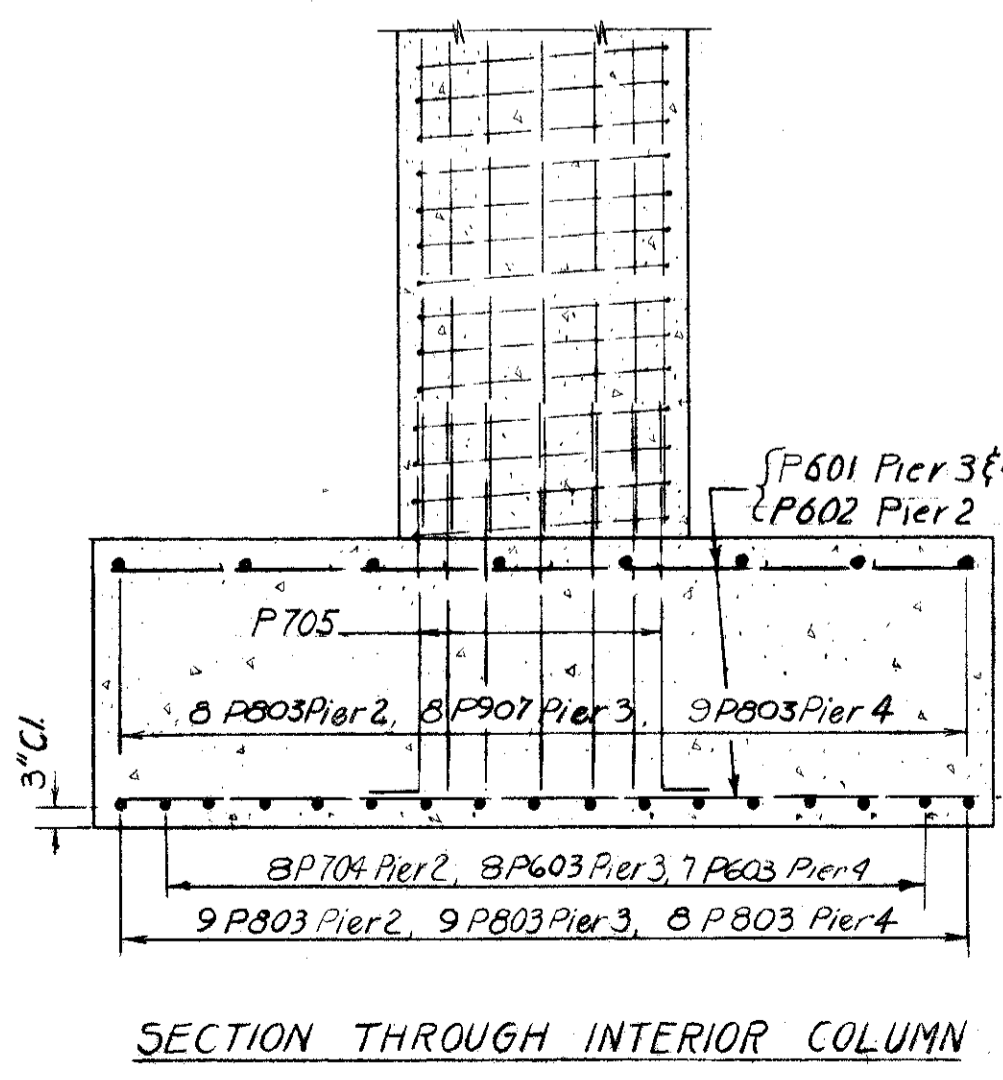 P601 Pier 3 &
P602 Pier 2
P705
8 P803 Pier 2, 8 P907 Pier 3, 9 P803 Pier 4
3" Cl.
8 P704 Pier 2, 8 P603 Pier 3, 7 P603 Pier 4
9 P803 Pier 2, 9 P803 Pier 3, 8 P803 Pier 4
SECTION THROUGH INTERIOR COLUMN